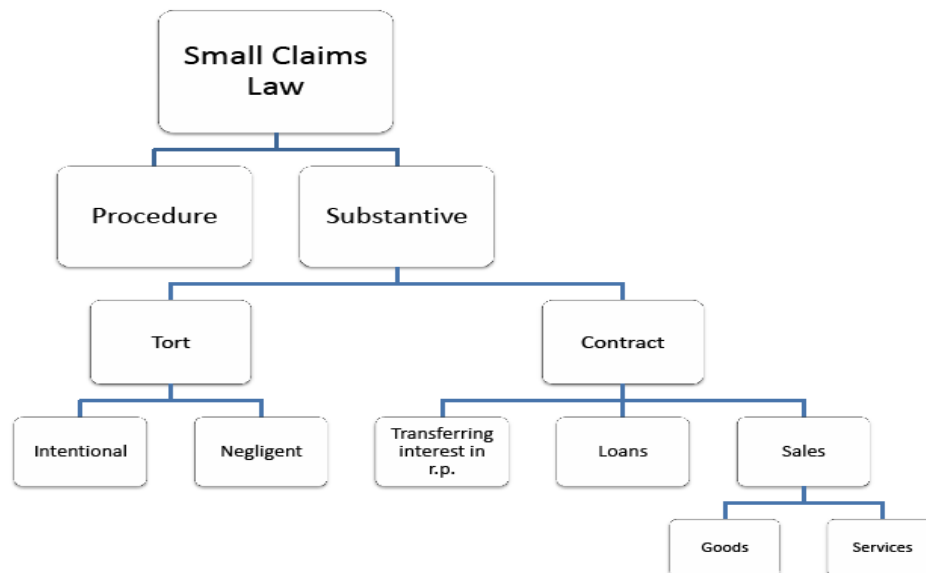 Small Claims
Law
Procedure
Substantive
Tort
Contract
Intentional
Negligent
Transferring
interest in
r.p.
Loans
Sales
Goods
Services